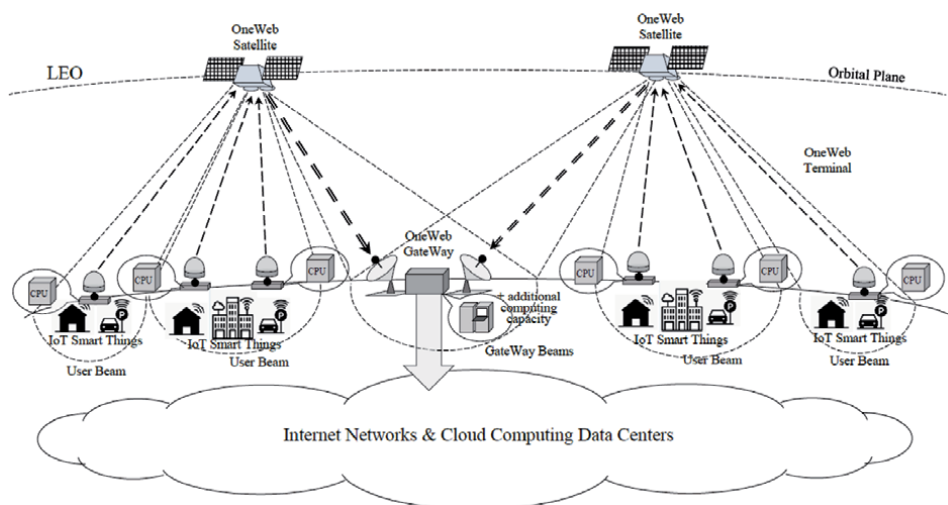 OneWeb
Satellite
OneWeb
Satellite
LEO
Orbital Plane
OneWeb
Terminal
OneWeb
GateWay
CPU
CPU
CPU
CPU
CPU
CPU
P
P
P
P
+ additional
computing
capacity
IoT Smart Things
IoT Smart Things
IoT Smart Things
IoT Smart Things
GateWay Beams
User Beam
User Beam
User Beam
User Beam
Internet Networks & Cloud Computing Data Centers